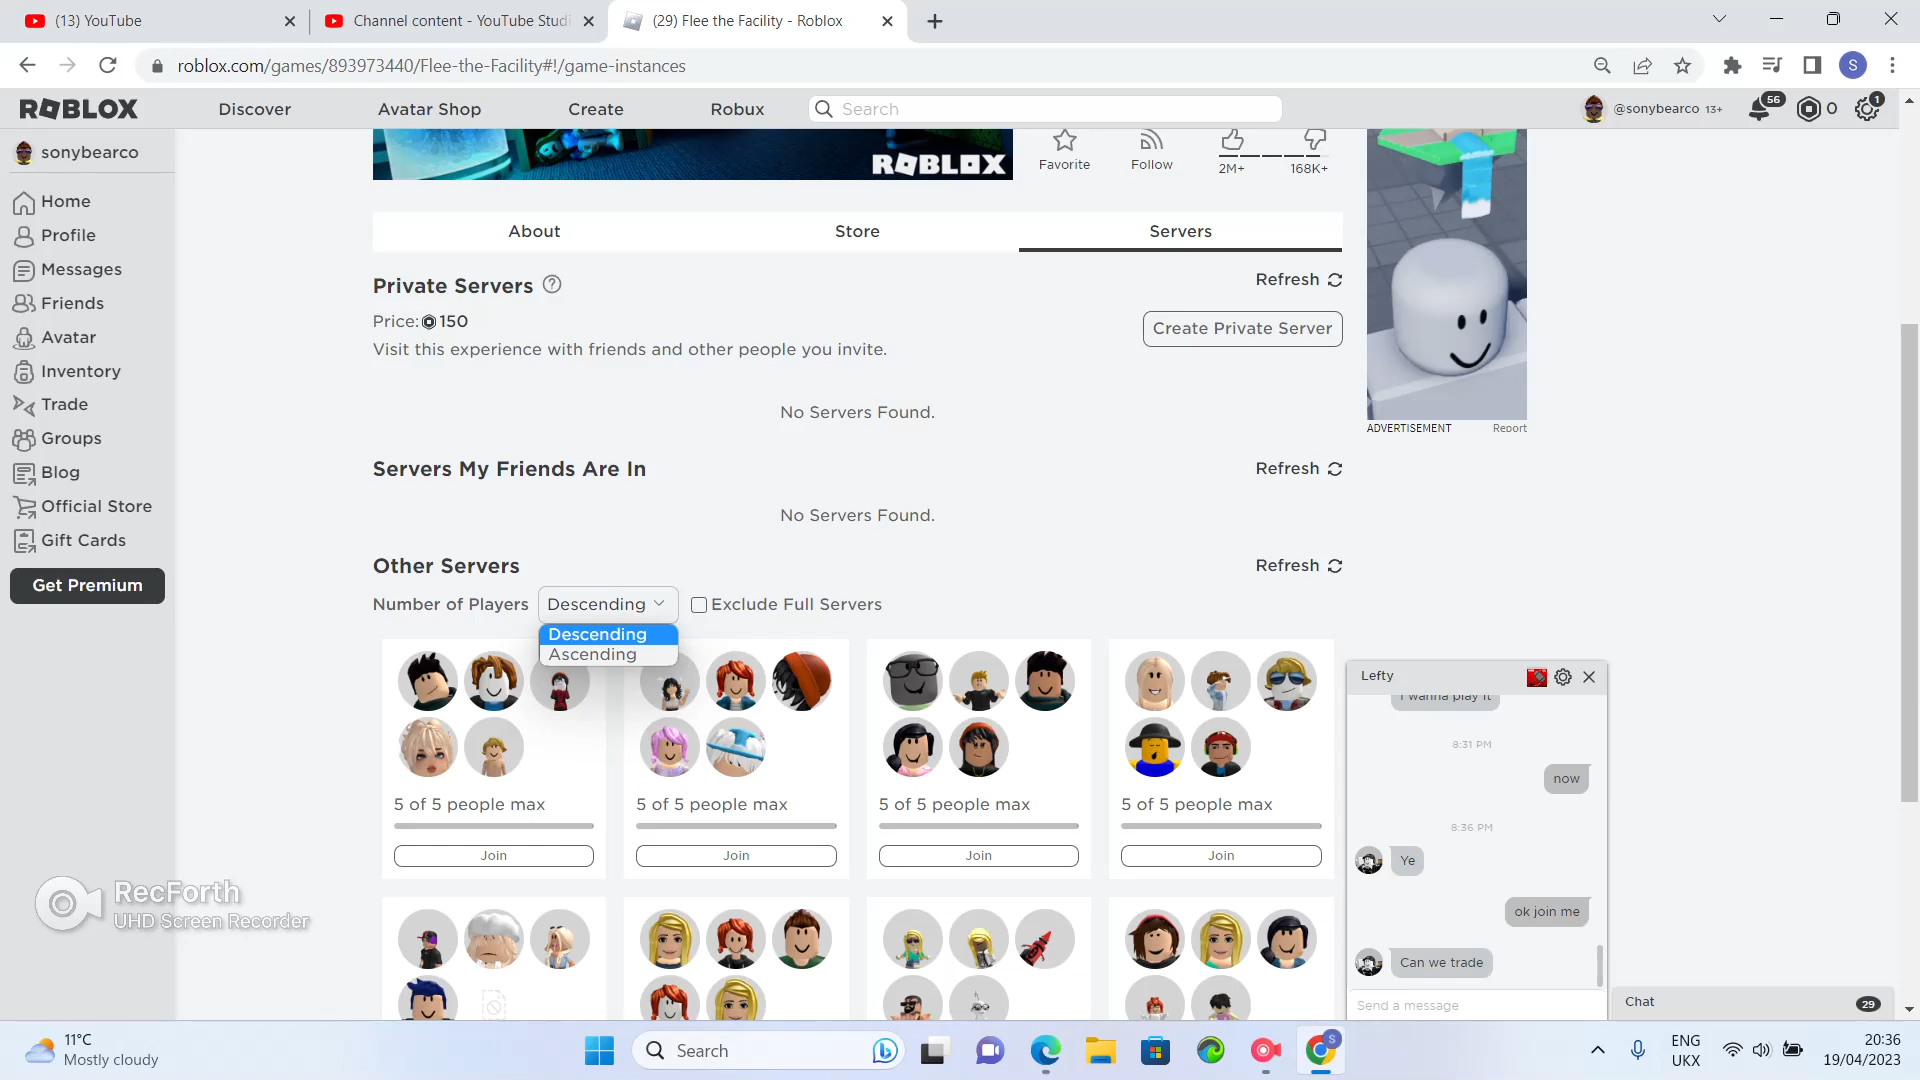 (13) YouTube
Channel content - YouTube Studi
(29) Flee the Facility - Roblox
roblox.com/games/893973440/Flee-the-Facility#!/game-instances
S
ROBLOX
Discover
Avatar Shop
Create
Robux
Search
@sonybearco 13+
56
0
1
sonybearco
Home
Profile
Messages
Friends
Avatar
Inventory
Trade
Groups
Blog
Official Store
Gift Cards
Get Premium
ROBLOX
Favorite
Follow
2M+
168K+
About
Store
Servers
Private Servers
Refresh
Price: 150
Create Private Server
Visit this experience with friends and other people you invite.
No Servers Found.
ADVERTISEMENT
Report
Servers My Friends Are In
Refresh
No Servers Found.
Other Servers
Refresh
Number of Players
Descending
Exclude Full Servers
Descending
Ascending
5 of 5 people max
Join
5 of 5 people max
Join
5 of 5 people max
Join
5 of 5 people max
Join
Lefty
I wanna play it
8:31 PM
now
8:36 PM
Ye
ok join me
Can we trade
Send a message
Chat
29
RecForth
UHD Screen Recorder
11°C
Mostly cloudy
Search
S
ENG
UKX
20:36
19/04/2023